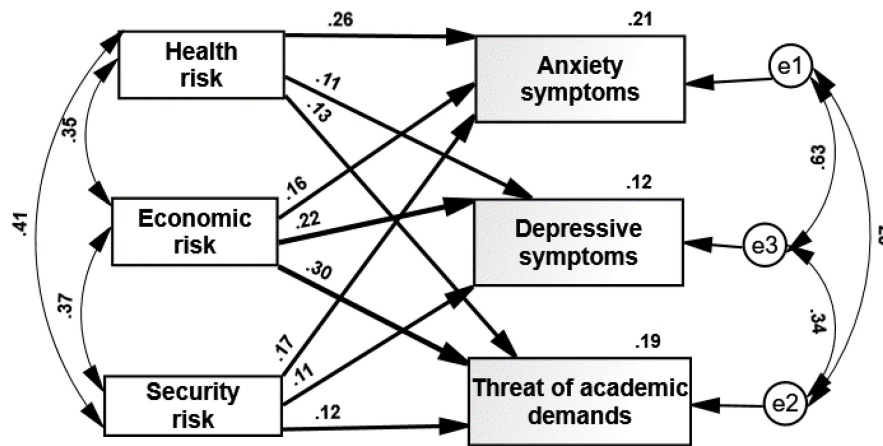 .26
.21
Health
risk
Anxiety
symptoms
e1
.11
.13
.35
.63
.16
.12
.41
Economic
risk
.22
Depressive
symptoms
e3
.30
.37
.34
.17
.19
.11
Security
risk
.12
Threat of academic
demands
e2